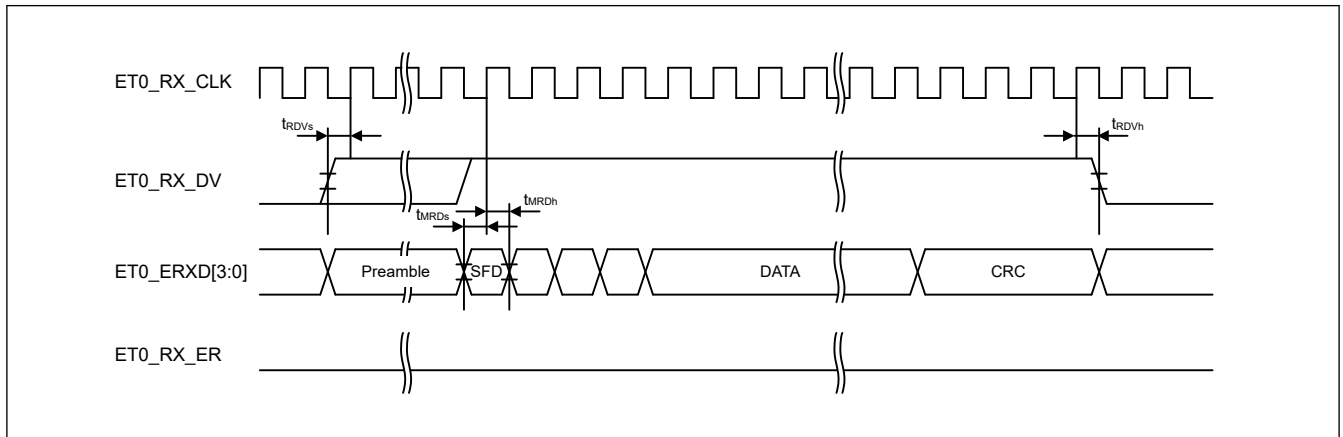 ET0_RX_CLK
tRDVs
tRDVh
ET0_RX_DV
tMRDs
tMRDh
ET0_ERXD[3:0]
Preamble
SFD
DATA
CRC
ET0_RX_ER